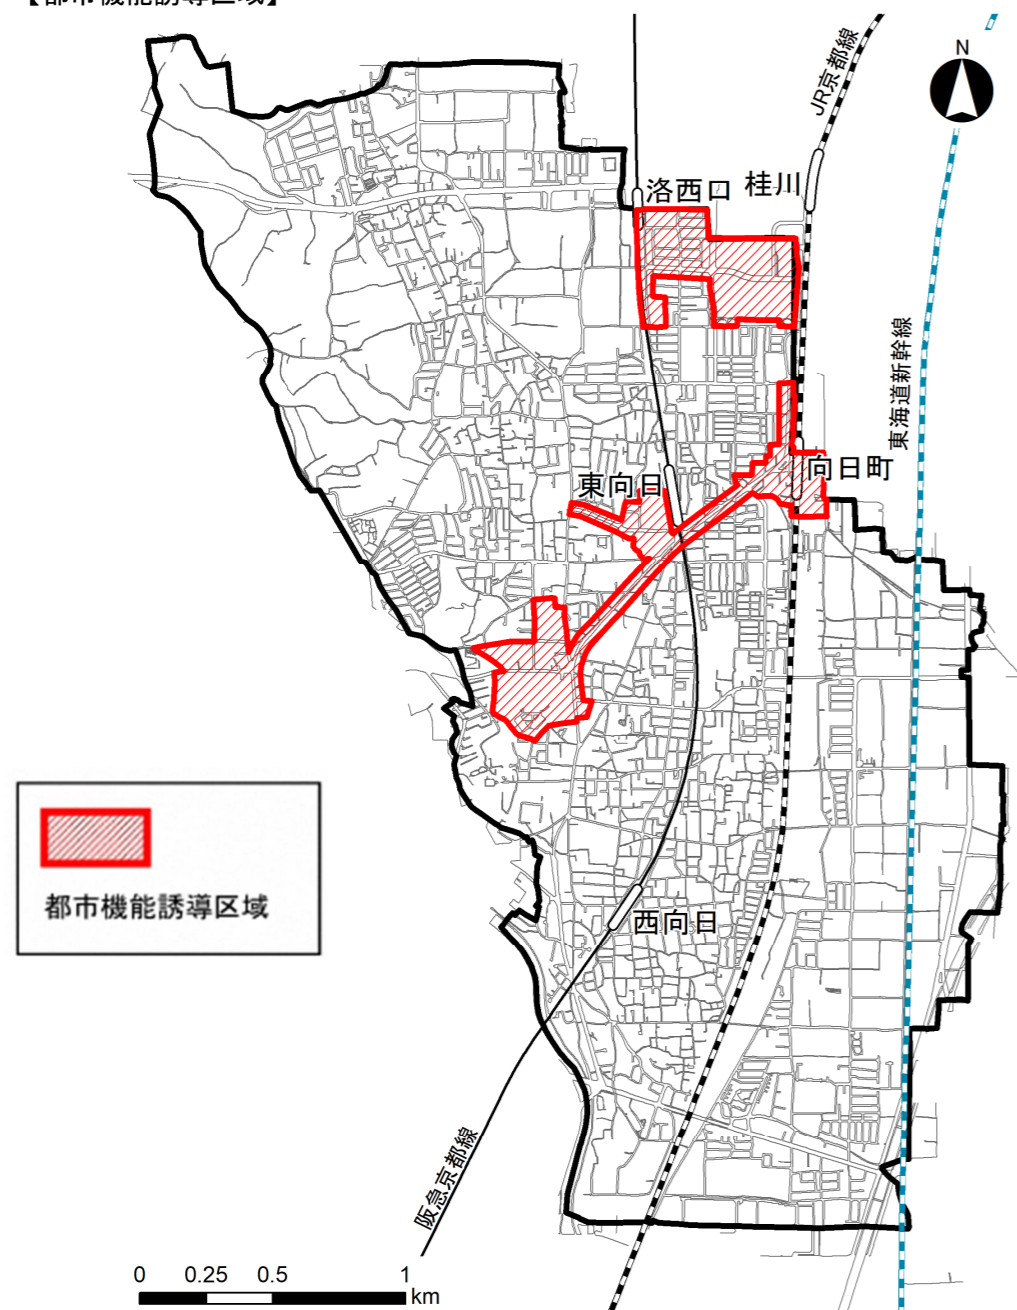 【都市機能誘導区域】
JR京都線
N
洛西口
桂川
東海道新幹線
向日町
東向日
都市機能誘導区域
西向日
阪急京都線
0 0.25 0.5 1
km